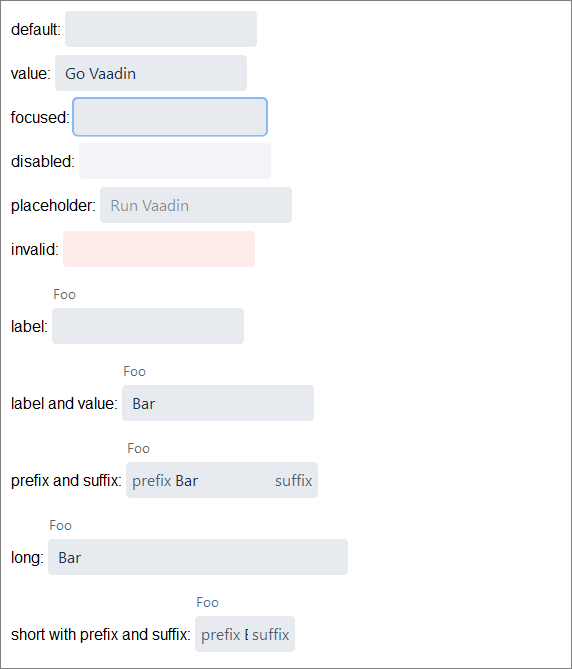 default:
value: Go Vaadin
focused:
disabled:
placeholder: Run Vaadin
invalid:
Foo
label:
Foo
label and value: Bar
Foo
prefix and suffix: prefix Bar suffix
Foo
long: Bar
Foo
short with prefix and suffix: prefix suffix